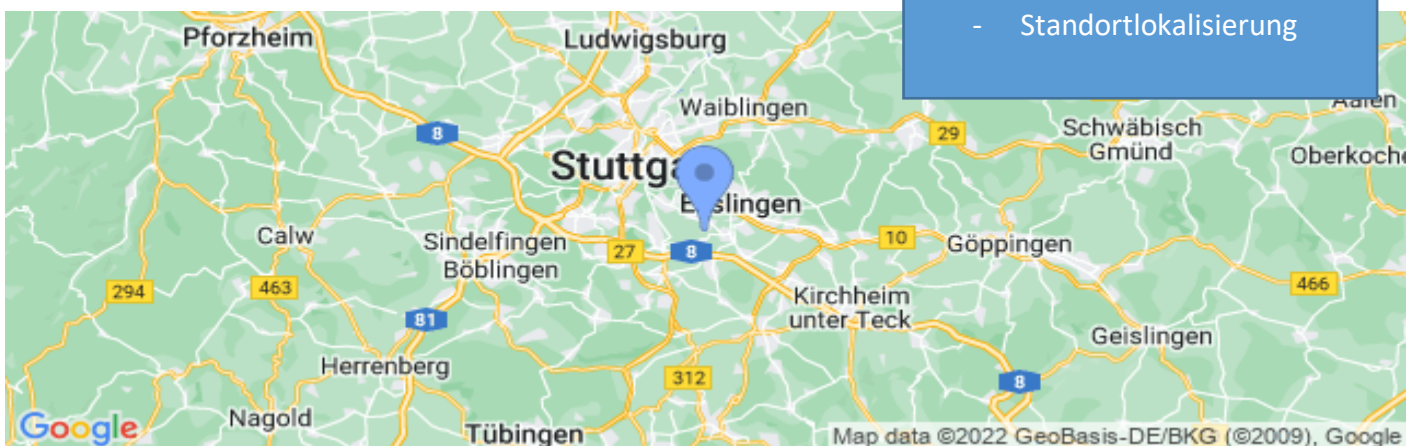 - Standortlokalisierung
Pforzheim
Ludwigsburg
Waiblingen
Aalen
8
29
Schwäbisch
Gmünd
Oberkoche
Stuttga
Esslingen
Calw
Sindelfingen
Böblingen
27
8
10
Göppingen
294
463
466
Kirchheim
unter Teck
81
Geislingen
Herrenberg
312
8
Nagold
Tübingen
Google
Map data ©2022 GeoBasis-DE/BKG (©2009), Google